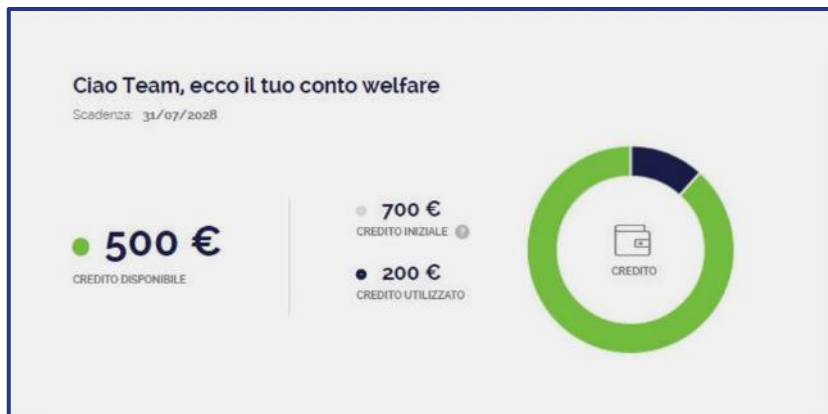 Ciao Team, ecco il tuo conto welfare
Scadenza: 31/07/2028
500 €
CREDITO DISPONIBILE
700 €
CREDITO INIZIALE ?
200 €
CREDITO UTILIZZATO
CREDITO